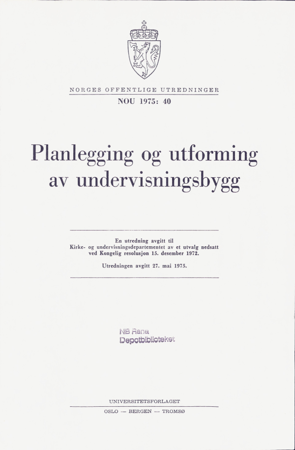 NORGES OFFENTLIGE UTREDNINGER
NOU 1975: 40
Planlegging og utforming
av undervisningsbygg
En utredning avgitt til
Kirke- og undervisningsdepartementet av et utvalg nedsatt
ved Kongelig resolusjon 15. desember 1972.
Utredningen avgitt 27. mai 1975.
NB Rana
Depotbiblioteket
UNIVERSITETSFORLAGET
OSLO — BERGEN — TROMSØ